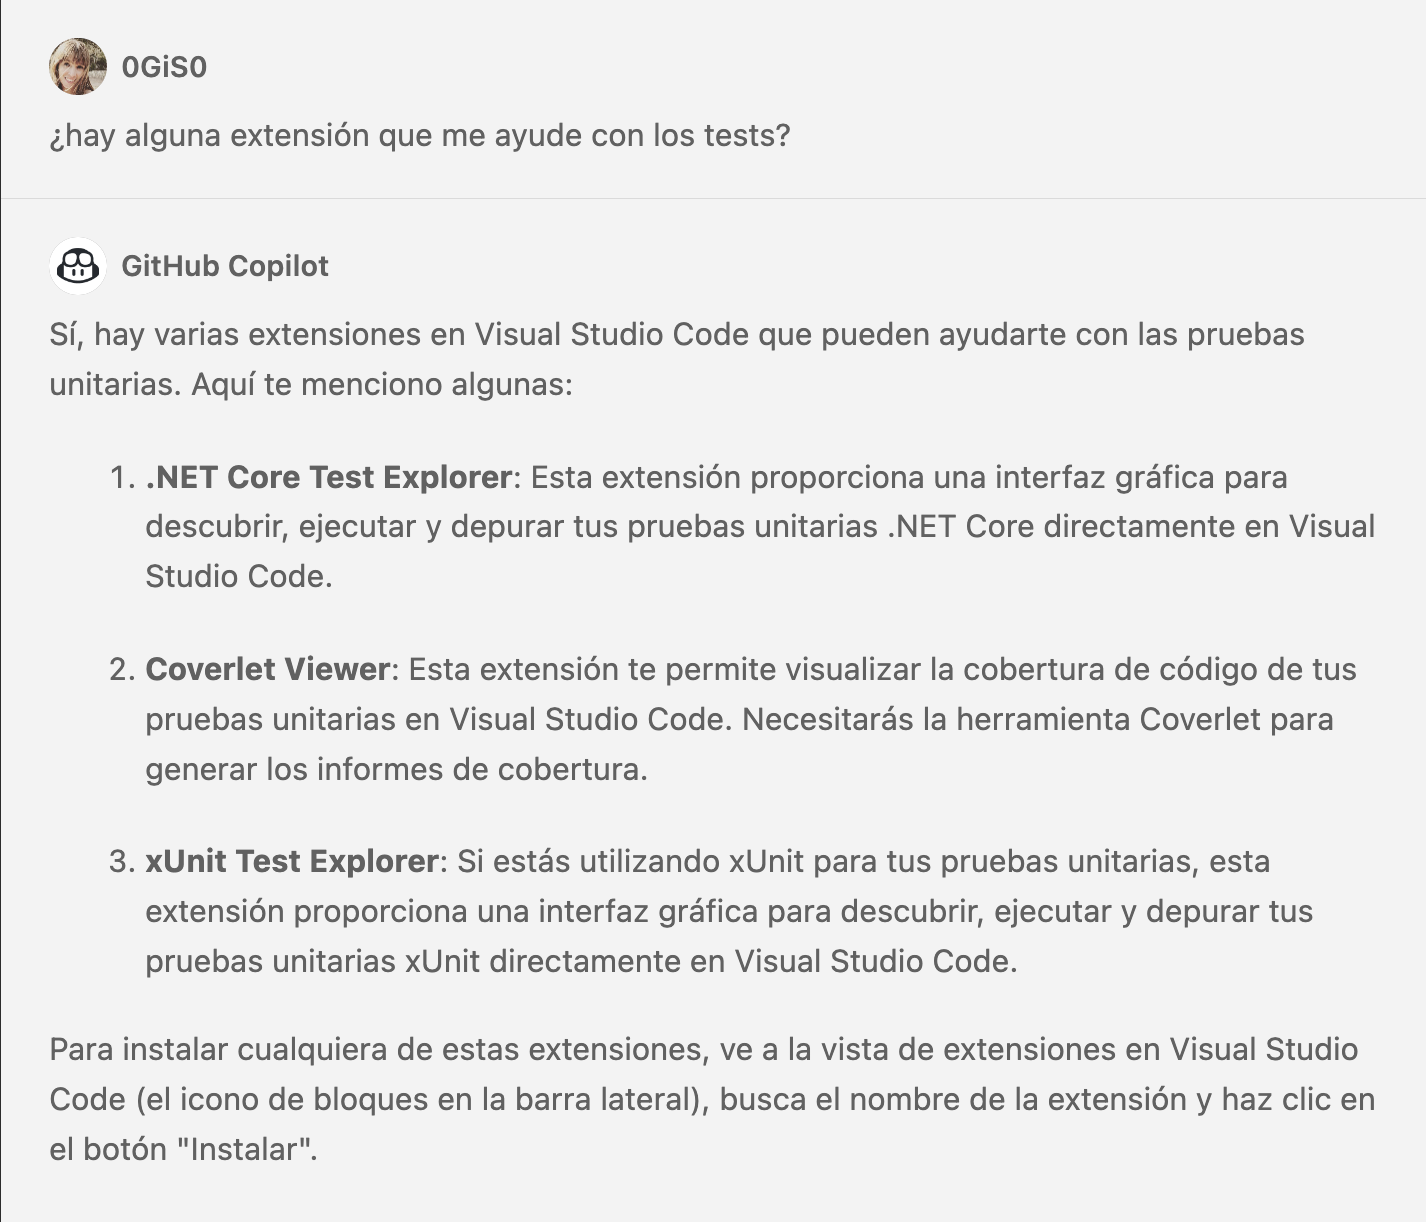 0GiS0
¿hay alguna extensión que me ayude con los tests?
GitHub Copilot
Sí, hay varias extensiones en Visual Studio Code que pueden ayudarte con las pruebas
unitarias. Aquí te menciono algunas:
1. .NET Core Test Explorer: Esta extensión proporciona una interfaz gráfica para
descubrir, ejecutar y depurar tus pruebas unitarias .NET Core directamente en Visual
Studio Code.
2. Coverlet Viewer: Esta extensión te permite visualizar la cobertura de código de tus
pruebas unitarias en Visual Studio Code. Necesitarás la herramienta Coverlet para
generar los informes de cobertura.
3. xUnit Test Explorer: Si estás utilizando xUnit para tus pruebas unitarias, esta
extensión proporciona una interfaz gráfica para descubrir, ejecutar y depurar tus
pruebas unitarias xUnit directamente en Visual Studio Code.
Para instalar cualquiera de estas extensiones, ve a la vista de extensiones en Visual Studio
Code (el icono de bloques en la barra lateral), busca el nombre de la extensión y haz clic en
el botón "Instalar".